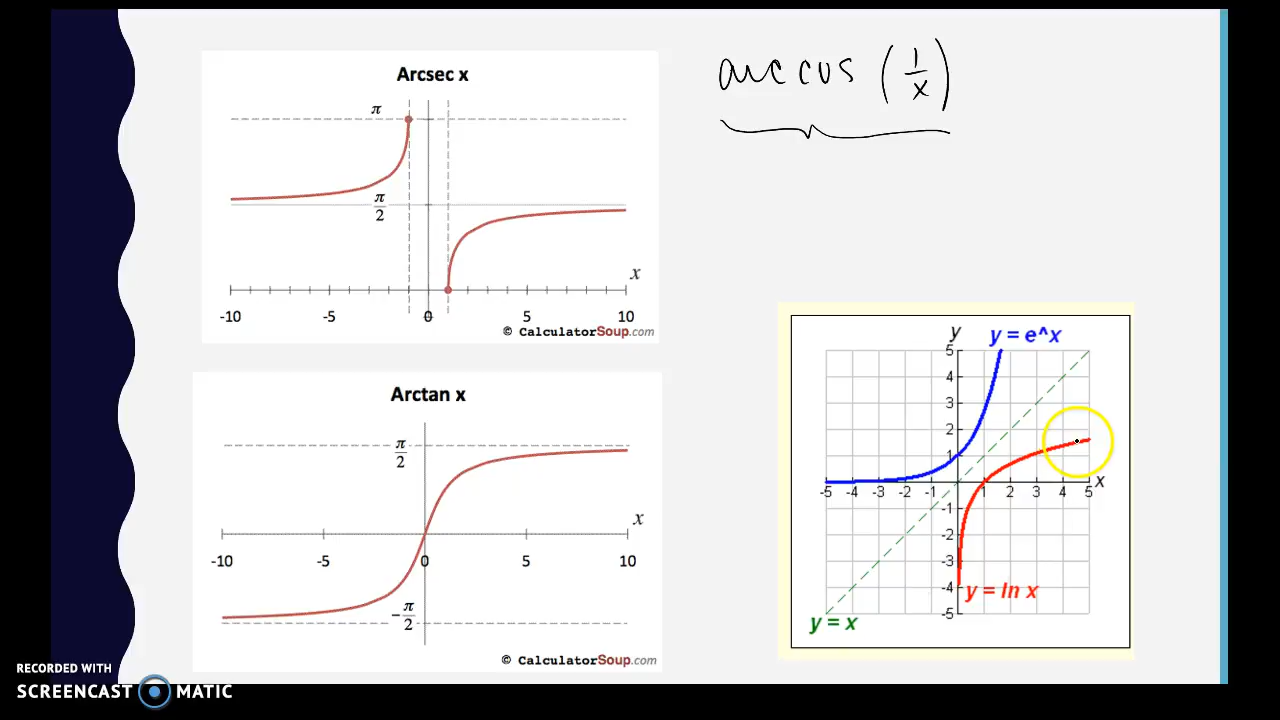 Arcsec x
π
π/2
x
-10 -5 0 5 10
© CalculatorSoup.com
arccos (1/x)
Arctan x
π/2
x
-10 -5 0 5 10
-π/2
© CalculatorSoup.com
y y = e^x
5
4
3
2
1
-5 -4 -3 -2 -1 1 2 3 4 5 x
-1
-2
-3
-4
-5
y = ln x
y = x
RECORDED WITH
SCREENCAST MATIC